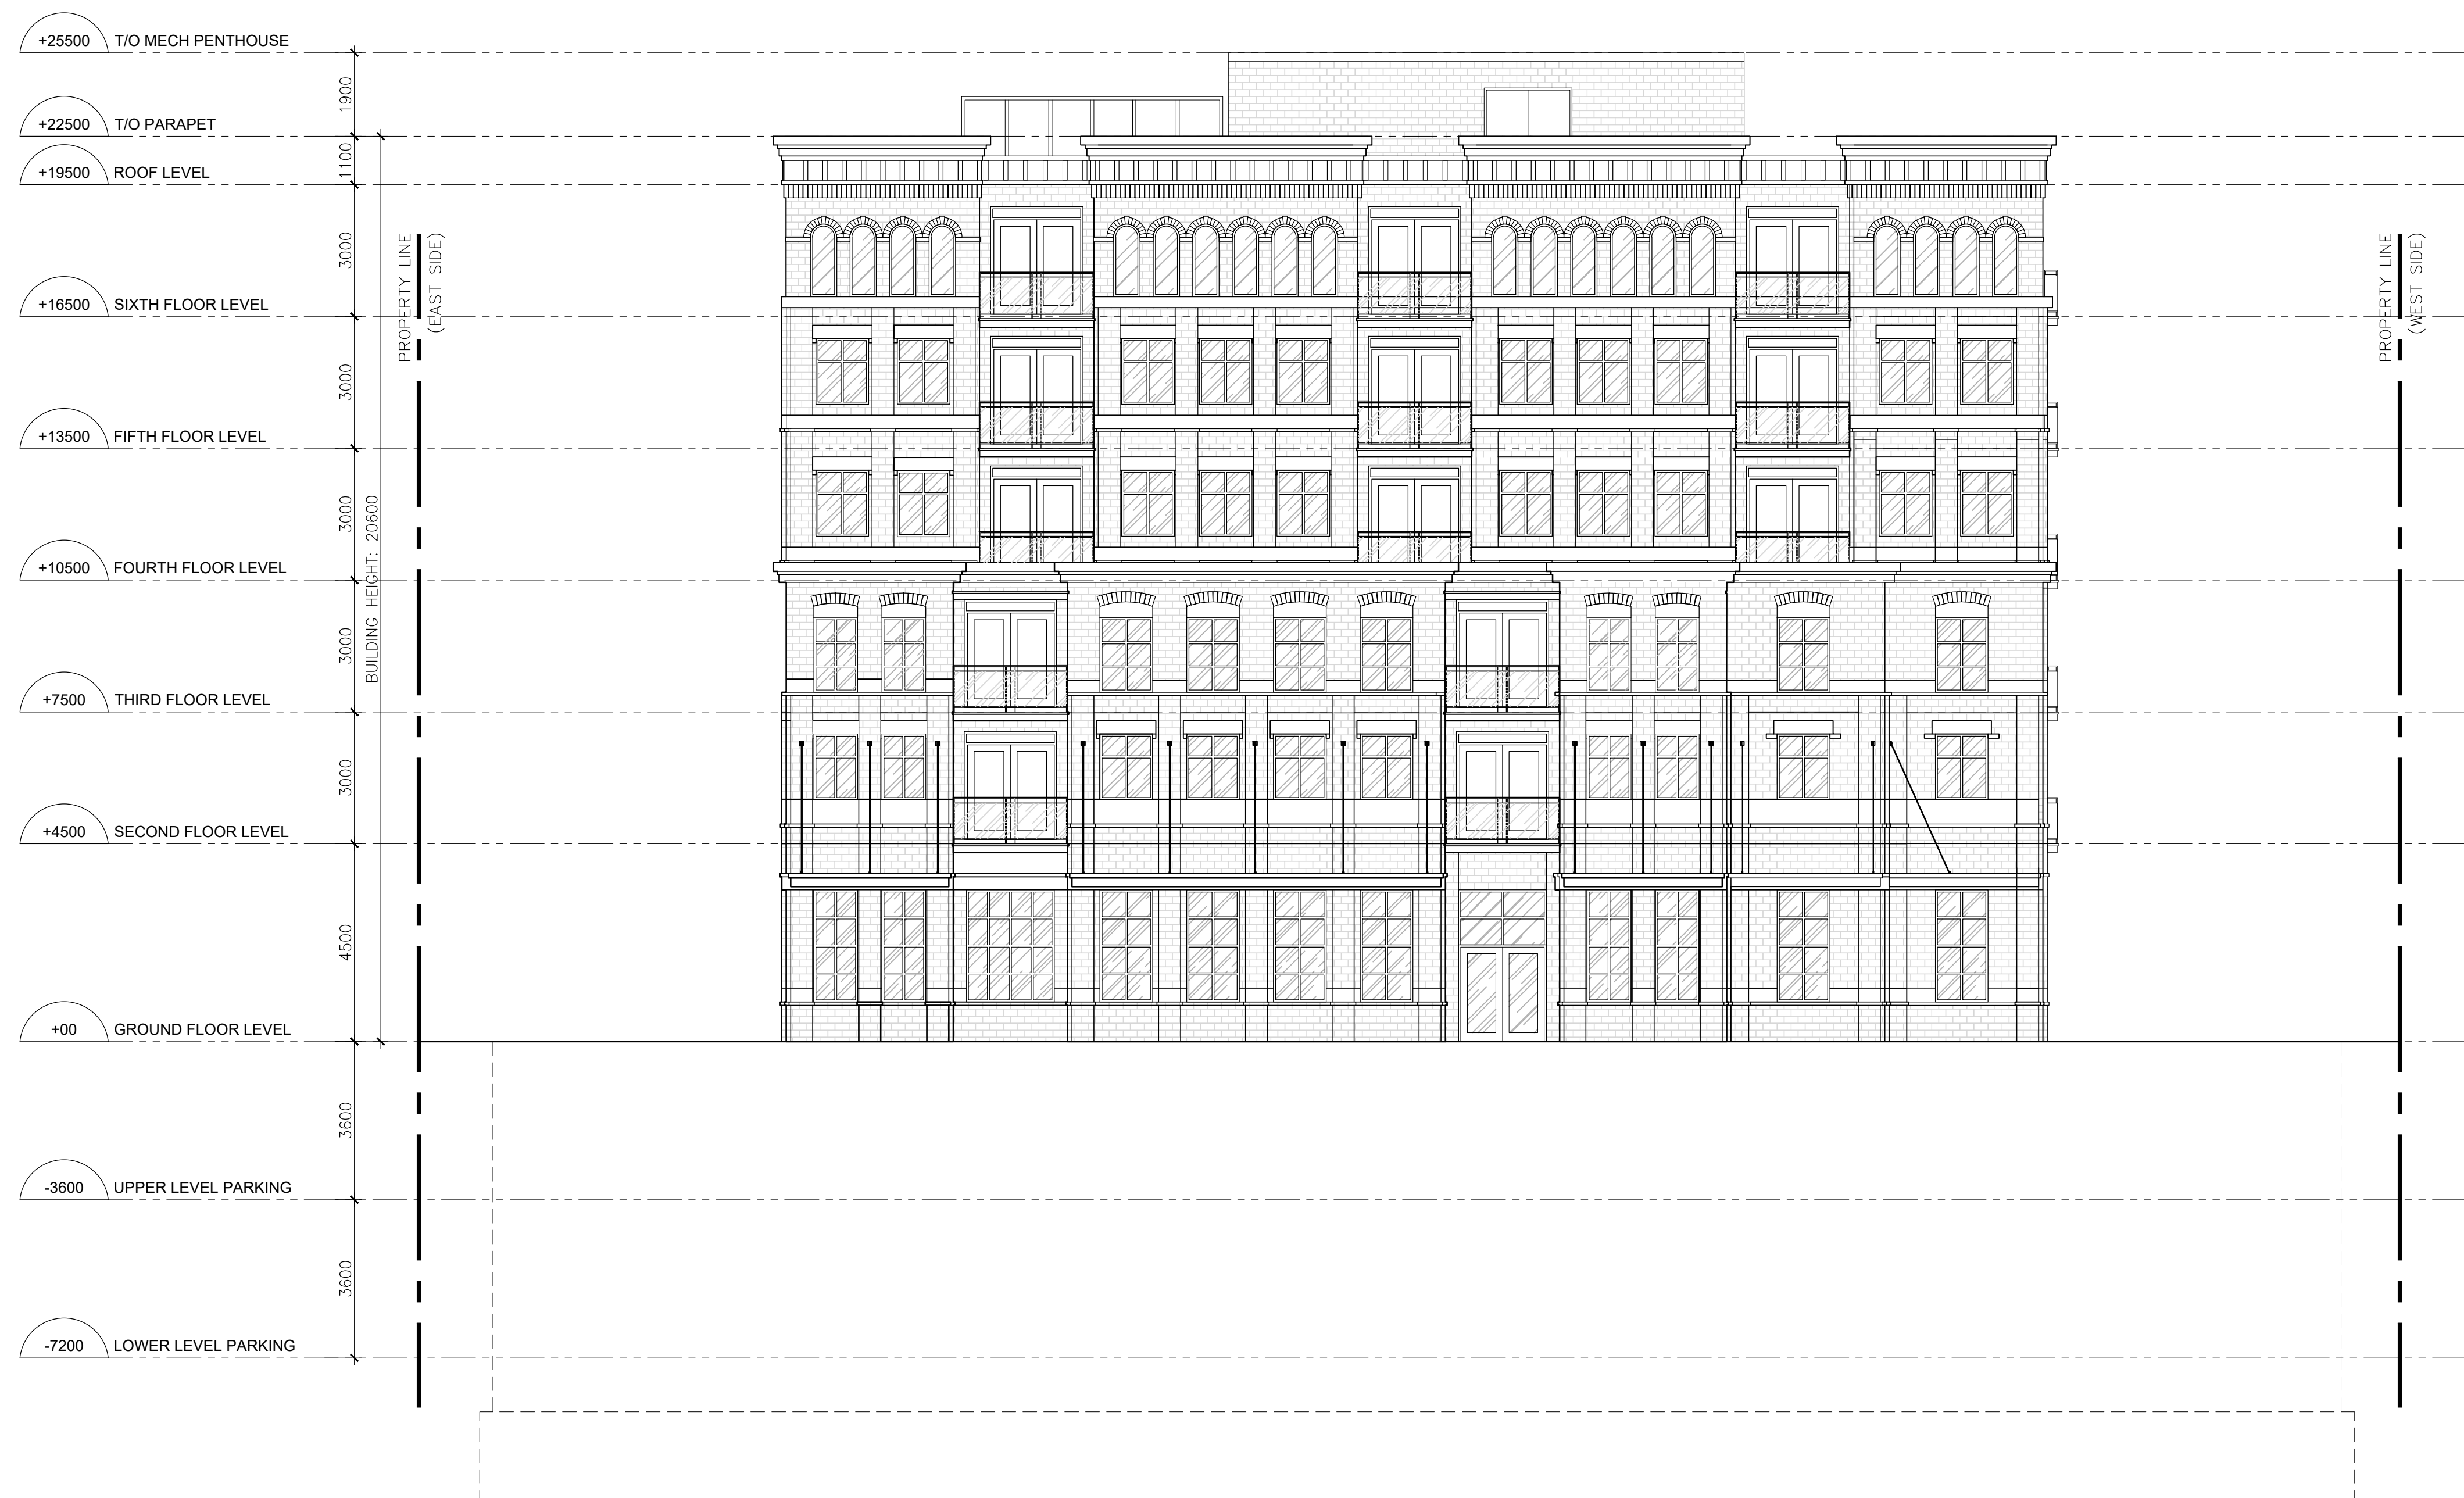 +25500 T/O MECH PENTHOUSE
1900
+22500 T/O PARAPET
1100
+19500 ROOF LEVEL
3000
PROPERTY LINE
(EAST SIDE)
PROPERTY LINE
(WEST SIDE)
+16500 SIXTH FLOOR LEVEL
3000
+13500 FIFTH FLOOR LEVEL
3000
BUILDING HEIGHT: 20600
+10500 FOURTH FLOOR LEVEL
3000
+7500 THIRD FLOOR LEVEL
3000
+4500 SECOND FLOOR LEVEL
4500
+00 GROUND FLOOR LEVEL
3600
-3600 UPPER LEVEL PARKING
3600
-7200 LOWER LEVEL PARKING